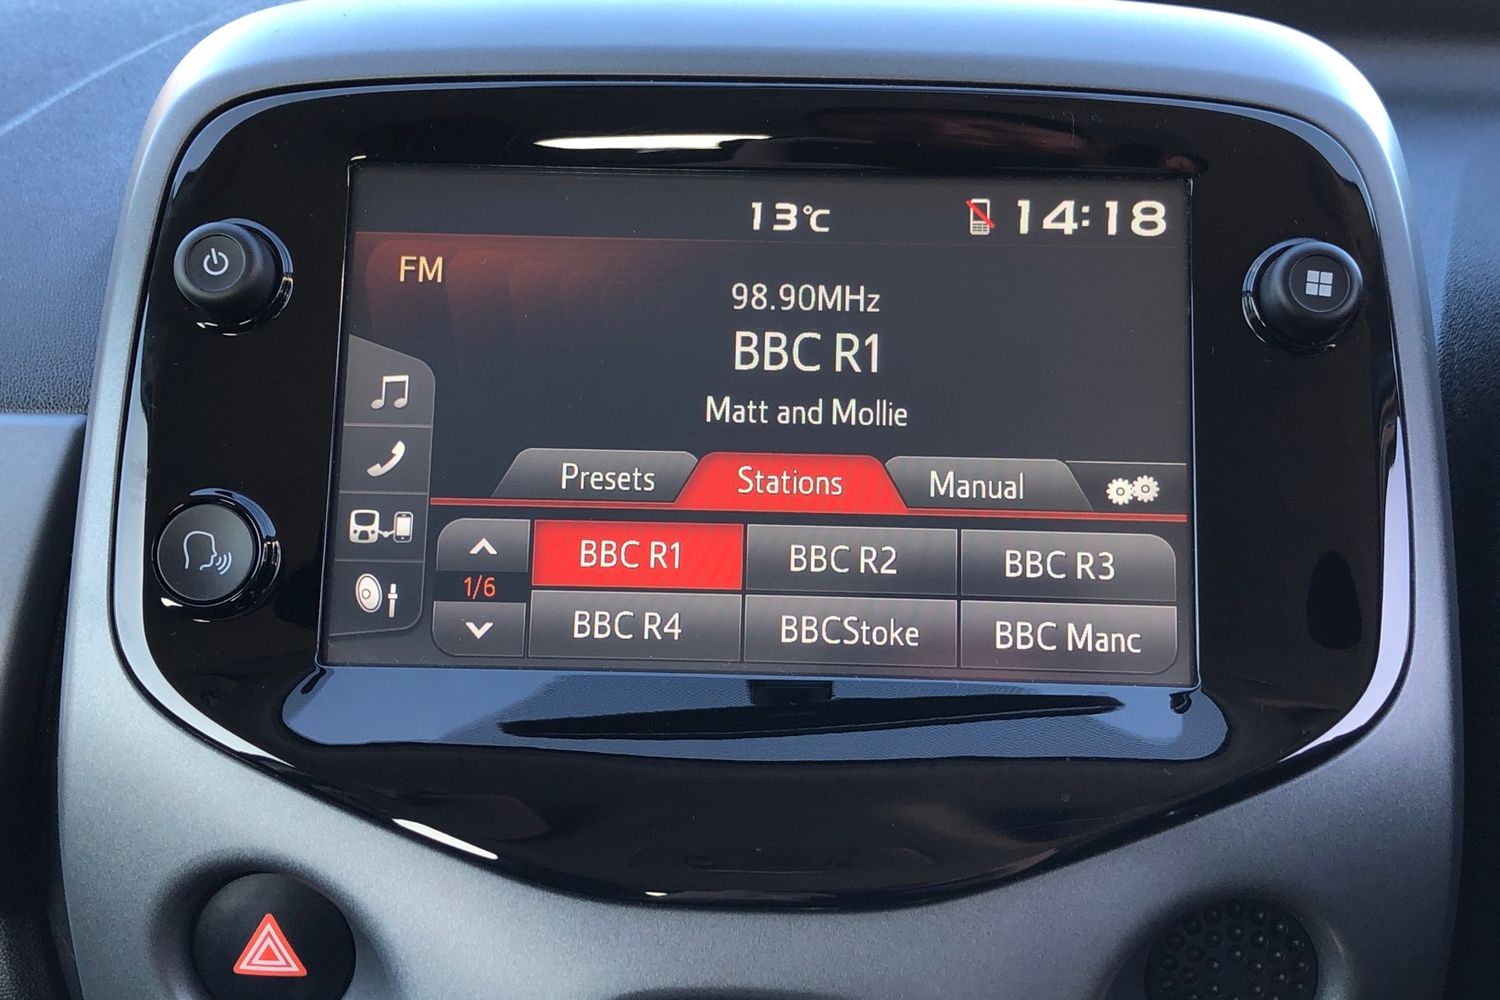 13°C 14:18
FM
98.90MHz
BBC R1
Matt and Mollie
Presets Stations Manual
BBC R1 BBC R2 BBC R3
1/6
BBC R4 BBCStoke BBC Manc